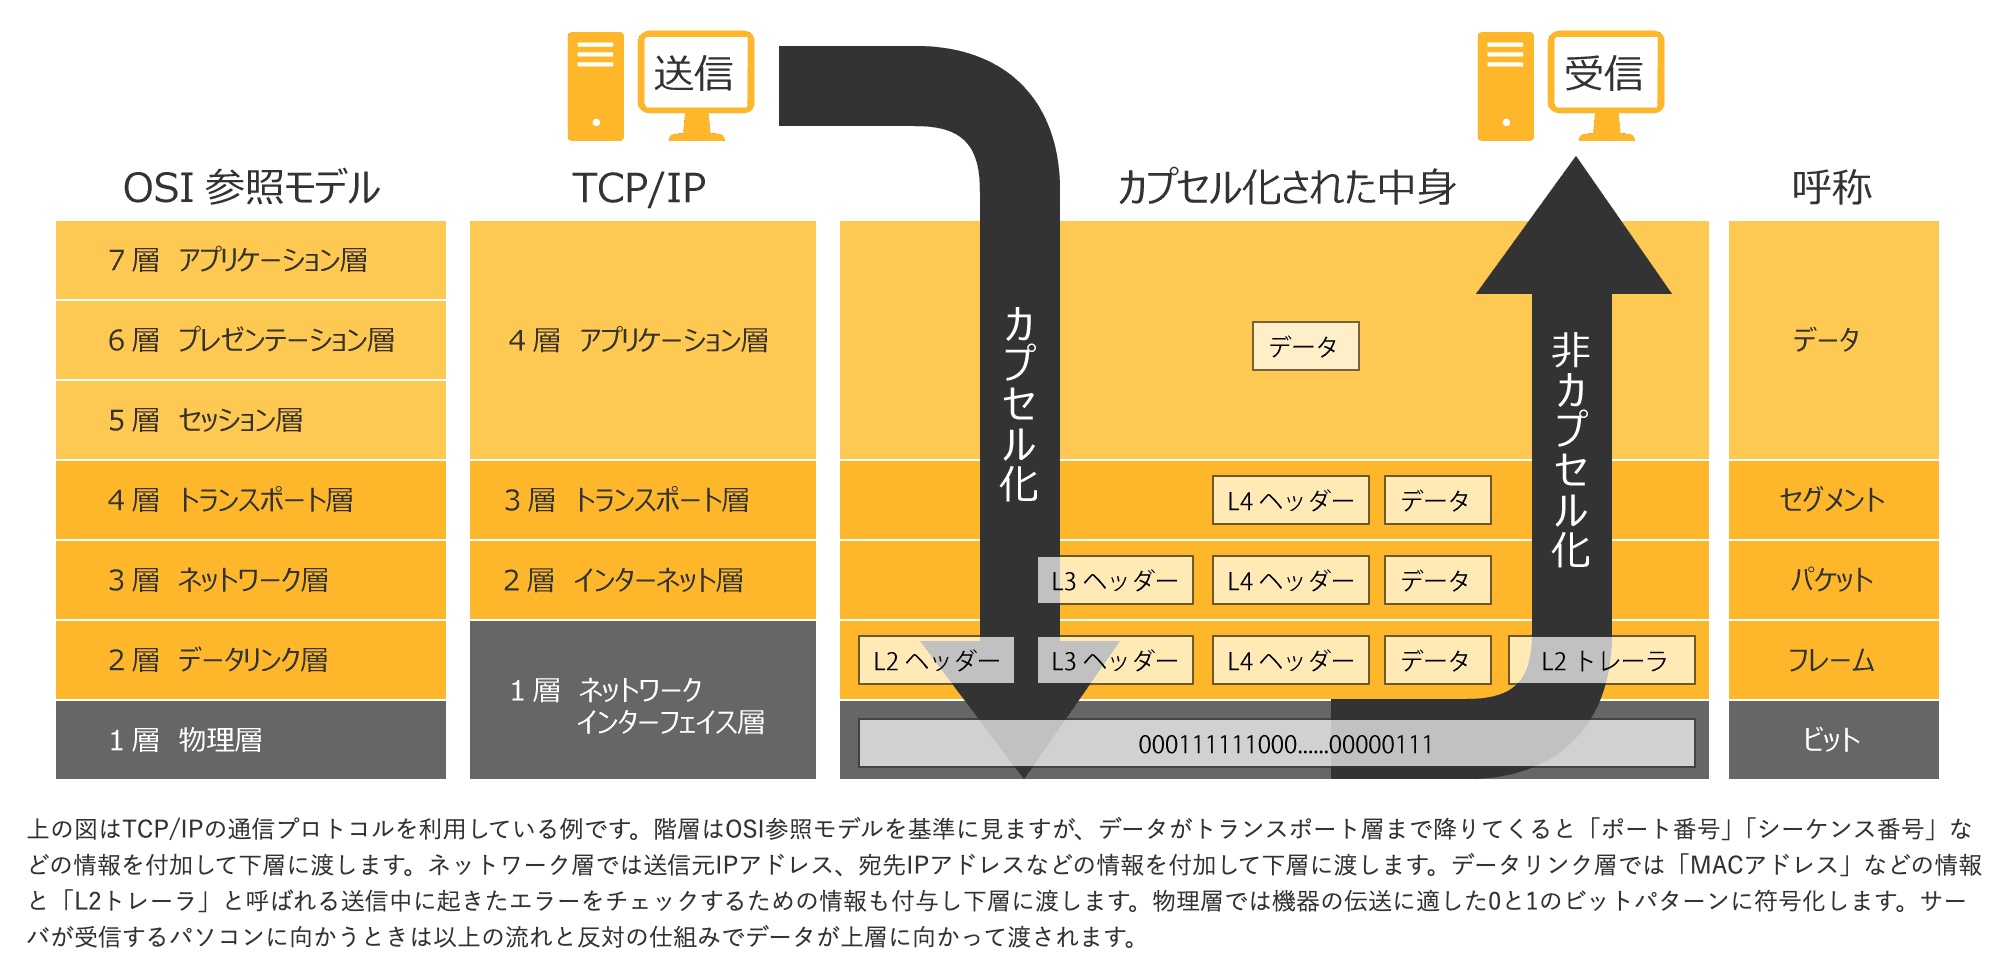 送信
受信
OSI 参照モデル
TCP/IP
カプセル化された中身
呼称
7層 アプリケーション層
6層 プレゼンテーション層
5層 セッション層
4層 トランスポート層
3層 ネットワーク層
2層 データリンク層
1層 物理層
4層 アプリケーション層
3層 トランスポート層
2層 インターネット層
1層 ネットワーク
インターフェイス層
カプセル化
非カプセル化
データ
L4 ヘッダー データ
L3 ヘッダー L4 ヘッダー データ
L2 ヘッダー L3 ヘッダー L4 ヘッダー データ L2 トレーラ
000111111000......00000111
データ
セグメント
パケット
フレーム
ビット
上の図はTCP/IPの通信プロトコルを利用している例です。階層はOSI参照モデルを基準に見ますが、データがトランスポート層まで降りてくると「ポート番号」「シーケンス番号」な
どの情報を付加して下層に渡します。ネットワーク層では送信元IPアドレス、宛先IPアドレスなどの情報を付加して下層に渡します。データリンク層では「MACアドレス」などの情報
と「L2トレーラ」と呼ばれる送信中に起きたエラーをチェックするための情報も付与し下層に渡します。物理層では機器の伝送に適した0と1のビットパターンに符号化します。サー
バが受信するパソコンに向かうときは以上の流れと反対の仕組みでデータが上層に向かって渡されます。